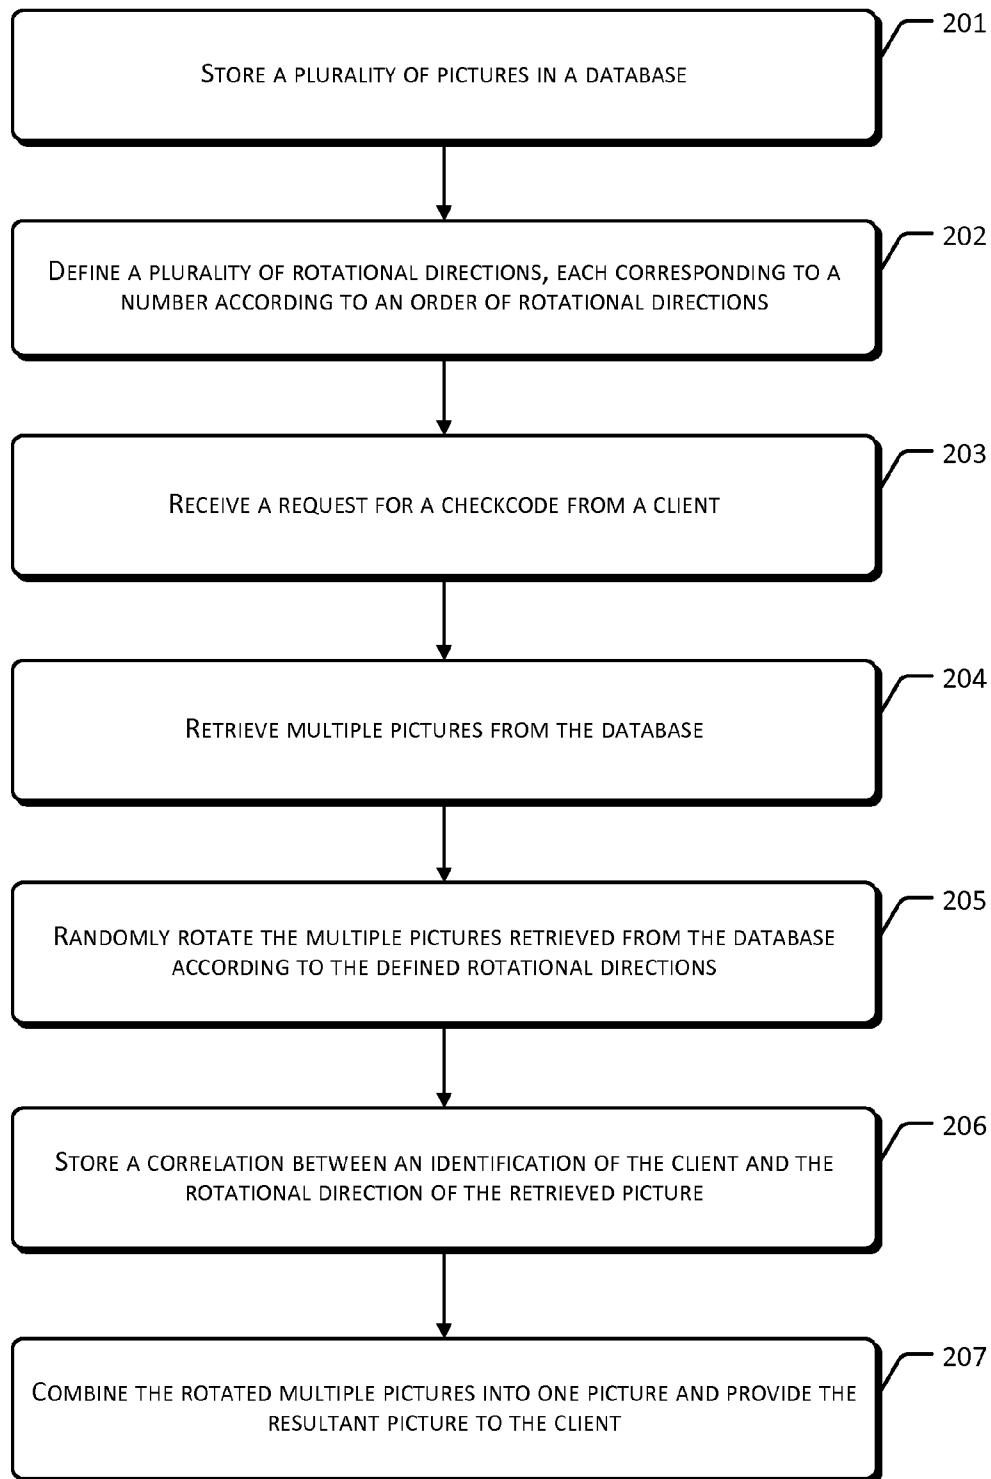 201
STORE A PLURALITY OF PICTURES IN A DATABASE
202
DEFINE A PLURALITY OF ROTATIONAL DIRECTIONS, EACH CORRESPONDING TO A
NUMBER ACCORDING TO AN ORDER OF ROTATIONAL DIRECTIONS
203
RECEIVE A REQUEST FOR A CHECKCODE FROM A CLIENT
204
RETRIEVE MULTIPLE PICTURES FROM THE DATABASE
205
RANDOMLY ROTATE THE MULTIPLE PICTURES RETRIEVED FROM THE DATABASE
ACCORDING TO THE DEFINED ROTATIONAL DIRECTIONS
206
STORE A CORRELATION BETWEEN AN IDENTIFICATION OF THE CLIENT AND THE
ROTATIONAL DIRECTION OF THE RETRIEVED PICTURE
207
COMBINE THE ROTATED MULTIPLE PICTURES INTO ONE PICTURE AND PROVIDE THE
RESULTANT PICTURE TO THE CLIENT